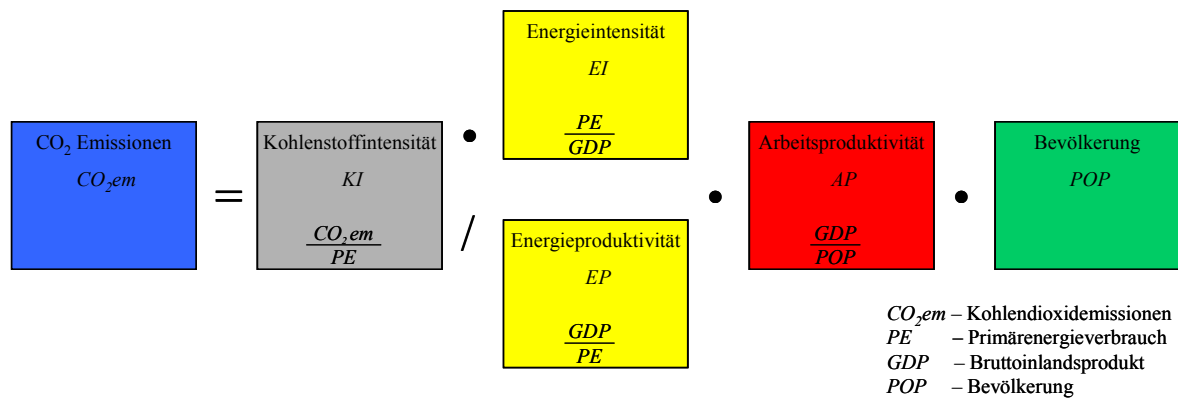 CO₂ Emissionen
CO₂em
=
Kohlenstoffintensität
KI
CO₂em
PE
•
Energieintensität
EI
PE
GDP
/
Energieproduktivität
EP
GDP
PE
•
Arbeitsproduktivität
AP
GDP
POP
•
Bevölkerung
POP
CO₂em – Kohlendioxidemissionen
PE – Primärenergieverbrauch
GDP – Bruttoinlandsprodukt
POP – Bevölkerung